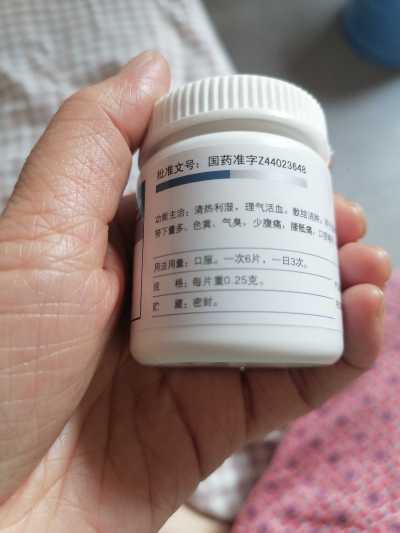 批准文号：国药准字Z44023648
功能主治：清热利湿，理气活血，散结消肿。
带下量多、色黄、气臭，少腹痛，腰骶痛，口苦
用法用量：口服。一次6片，一日3次。
规 格：每片重0.25克。
贮 藏：密封。